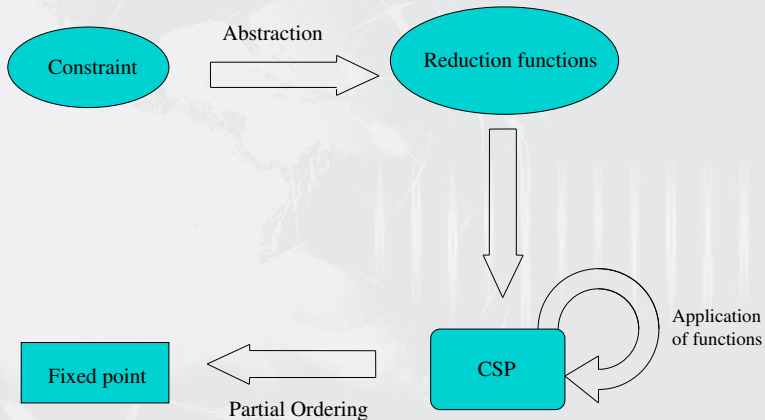 Abstraction
Constraint
Reduction functions
Application
of functions
CSP
Fixed point
Partial Ordering